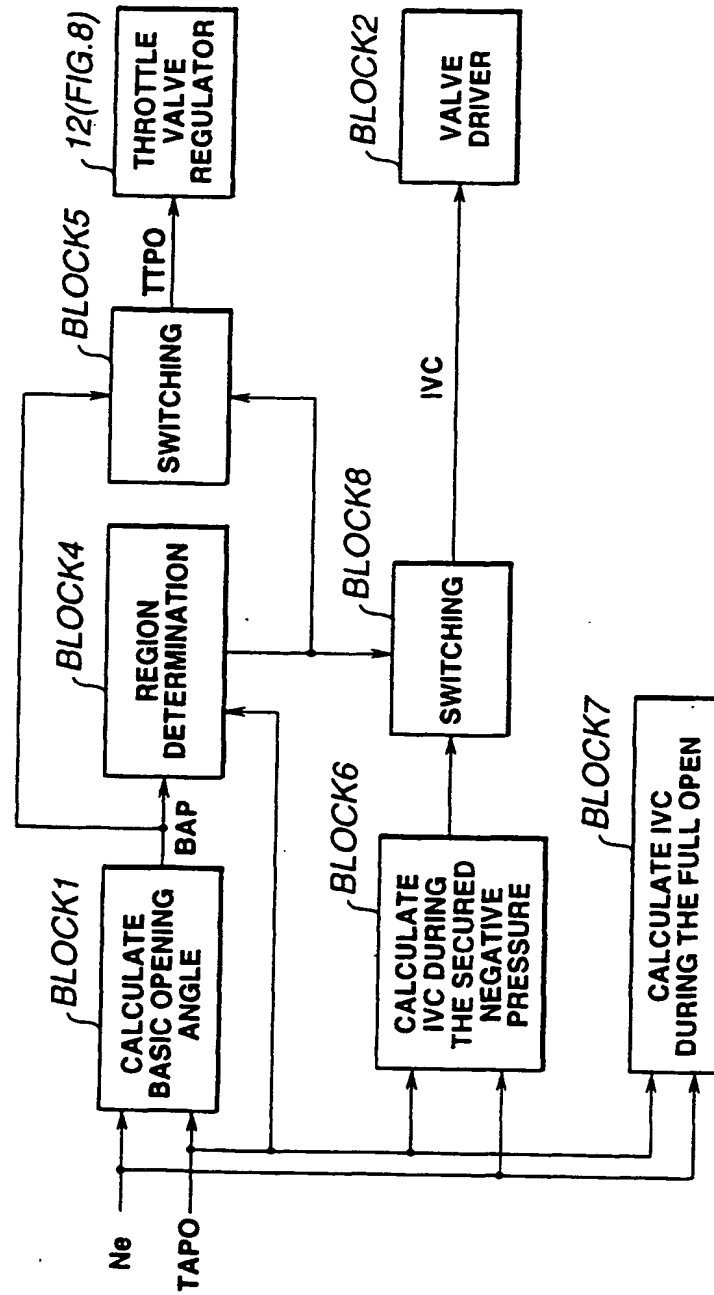 Ne
TAPO
BLOCK1
CALCULATE
BASIC OPENING
ANGLE
BAP
BLOCK4
REGION
DETERMINATION
BLOCK5
SWITCHING
TTPO
12(FIG.8)
THROTTLE
VALVE
REGULATOR
BLOCK6
CALCULATE
IVC DURING
THE SECURED
NEGATIVE
PRESSURE
BLOCK8
SWITCHING
IVC
BLOCK2
VALVE
DRIVER
BLOCK7
CALCULATE IVC
DURING THE FULL OPEN